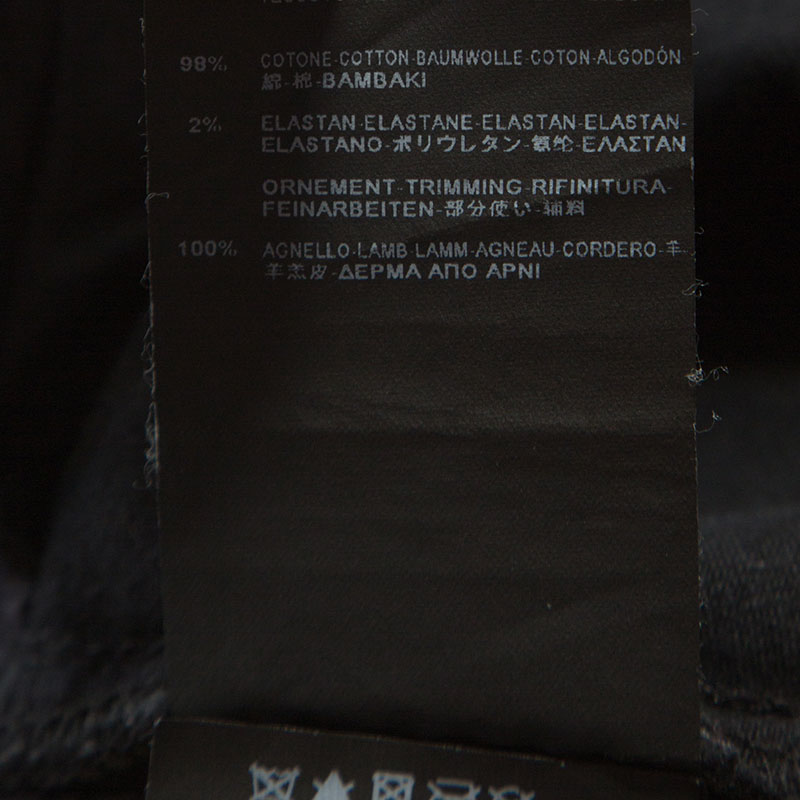 98% COTONE-COTTON-BAUMWOLLE-COTON-ALGODÓN
綿-棉-BAMBAKI
2% ELASTAN-ELASTANE-ELASTAN-ELASTAN-
ELASTANO-ポリウレタン-氨纶-ΕΛΑΣΤΑΝ
ORNEMENT-TRIMMING-RIFINITURA-
FEINARBEITEN-部分使い-辅料
100% AGNELLO-LAMB-LAMM-AGNEAU-CORDERO-羊
羊羔皮-ΔΕΡΜΑ ΑΠΟ ΑΡΝΙ